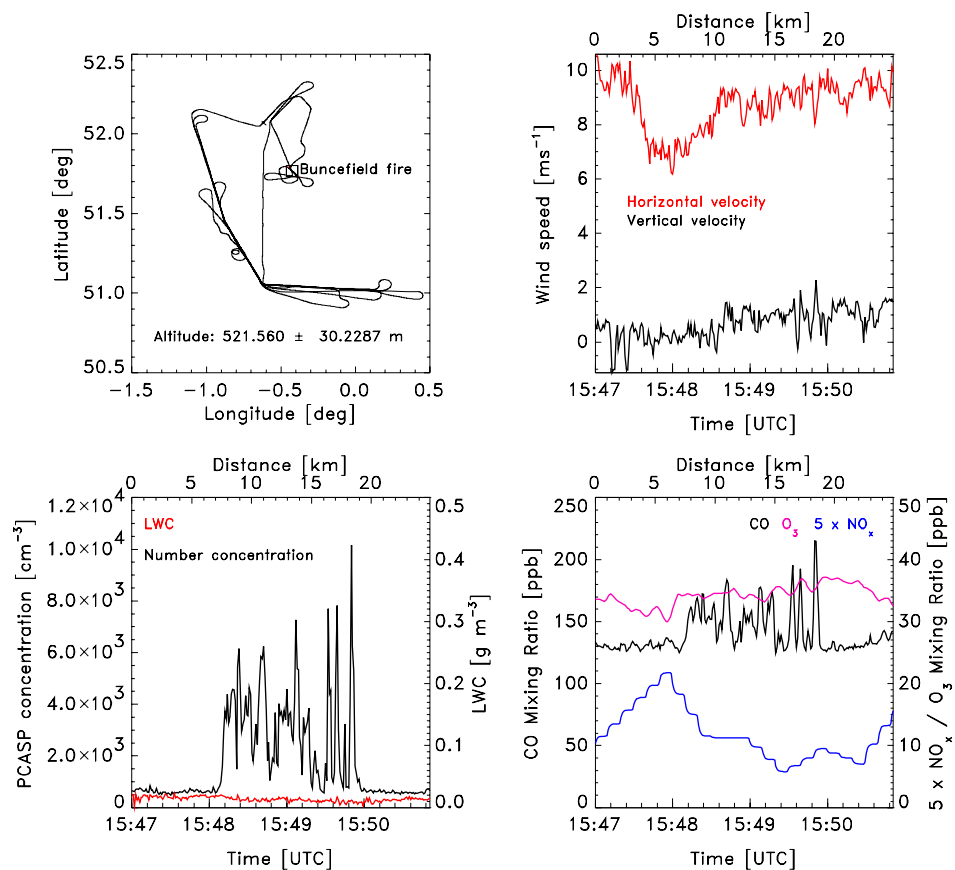 52.5
52.0
51.5
51.0
50.5
Latitude [deg]
Buncefield fire
Altitude: 521.560 ± 30.2287 m
−1.5 −1.0 −0.5 0.0 0.5
Longitude [deg]
Distance [km]
0 5 10 15 20
10
8
6
4
2
0
Wind speed [ms⁻¹]
Horizontal velocity
Vertical velocity
15:47 15:48 15:49 15:50
Time [UTC]
Distance [km]
0 5 10 15 20
1.2×10⁴
1.0×10⁴
8.0×10³
6.0×10³
4.0×10³
2.0×10³
0
PCASP concentration [cm⁻³]
LWC
Number concentration
0.5
0.4
0.3
0.2
0.1
0.0
LWC [g m⁻³]
15:47 15:48 15:49 15:50
Time [UTC]
Distance [km]
0 5 10 15 20
250
200
150
100
50
0
CO Mixing Ratio [ppb]
CO O₃ 5 x NOₓ
50
40
30
20
10
0
5 x NOₓ / O₃ Mixing Ratio [ppb]
15:47 15:48 15:49 15:50
Time [UTC]